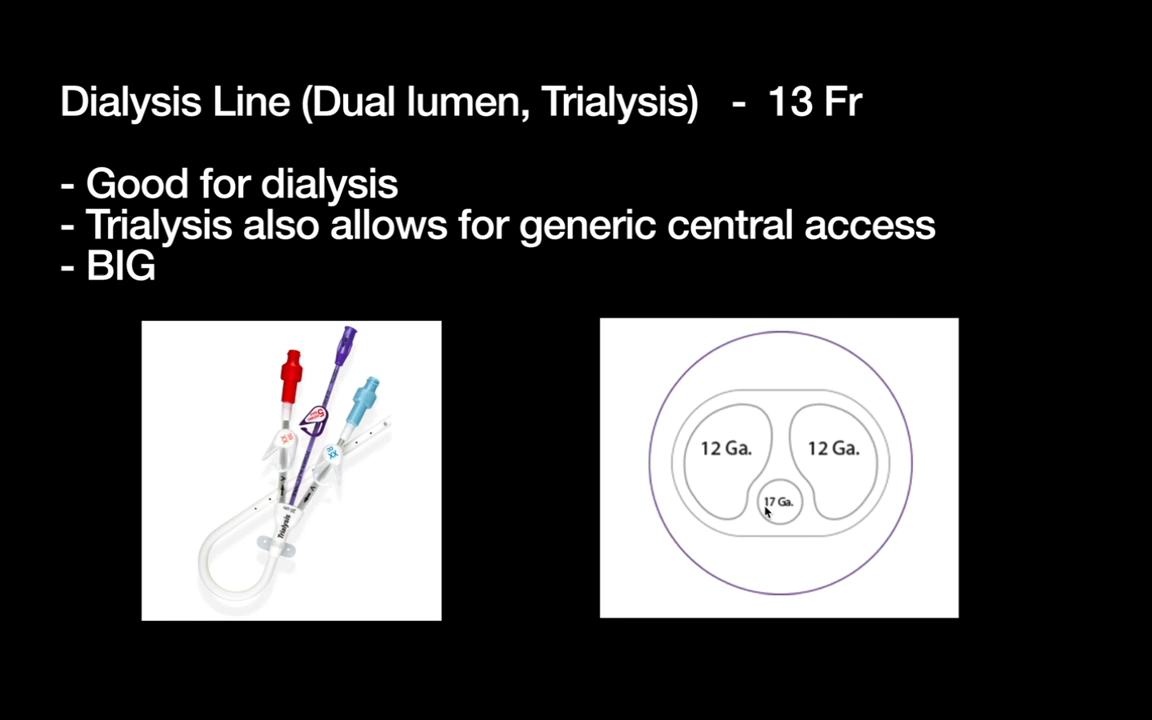 Dialysis Line (Dual lumen, Trialysis)   -  13 Fr
- Good for dialysis
- Trialysis also allows for generic central access
- BIG
Trialysis
12 Ga.
12 Ga.
17 Ga.